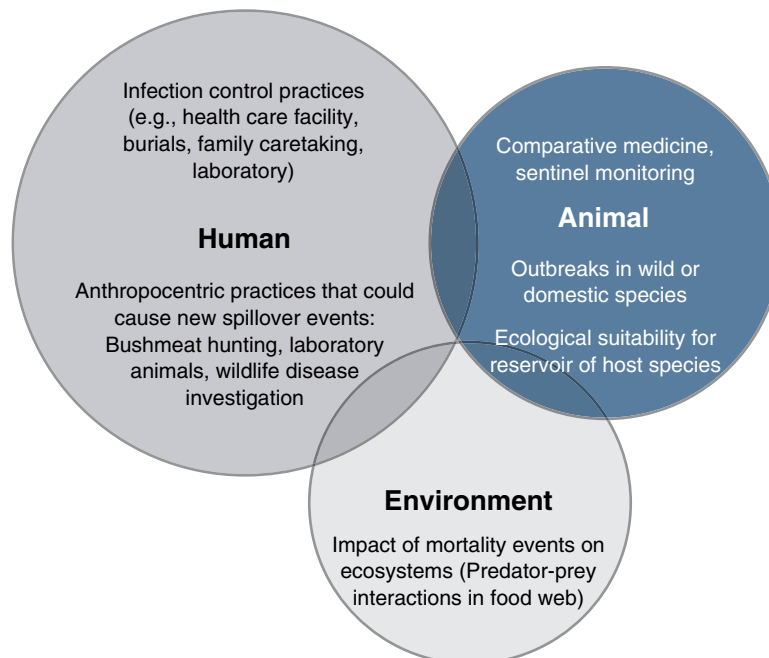 Infection control practices
(e.g., health care facility,
burials, family caretaking,
laboratory)
Human
Anthropocentric practices that could
cause new spillover events:
Bushmeat hunting, laboratory
animals, wildlife disease
investigation
Comparative medicine,
sentinel monitoring
Animal
Outbreaks in wild or
domestic species
Ecological suitability for
reservoir of host species
Environment
Impact of mortality events on
ecosystems (Predator-prey
interactions in food web)